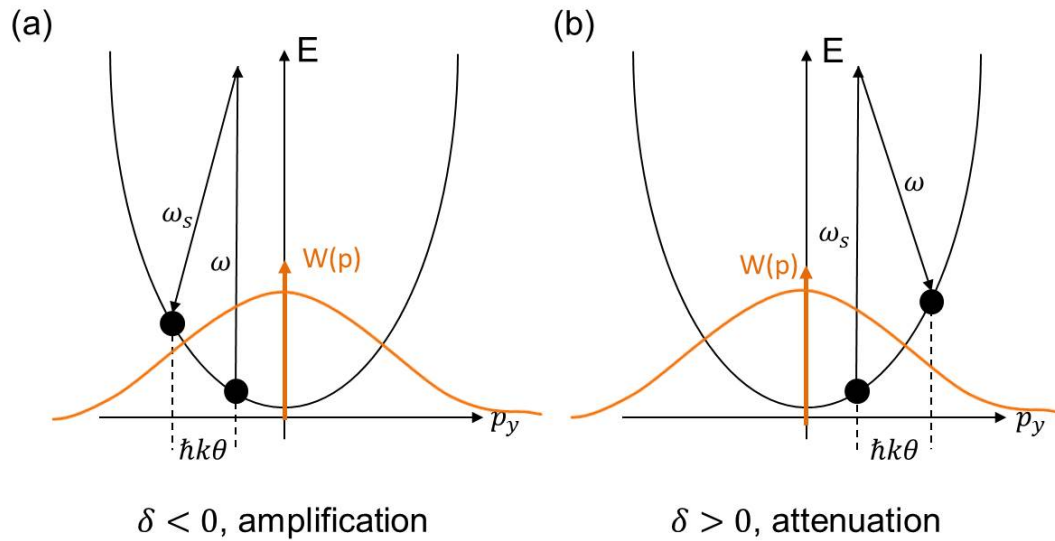 (a)
E
ω_s
ω
W(p)
p_y
ħkθ
δ < 0, amplification
(b)
E
ω
ω_s
W(p)
p_y
ħkθ
δ > 0, attenuation